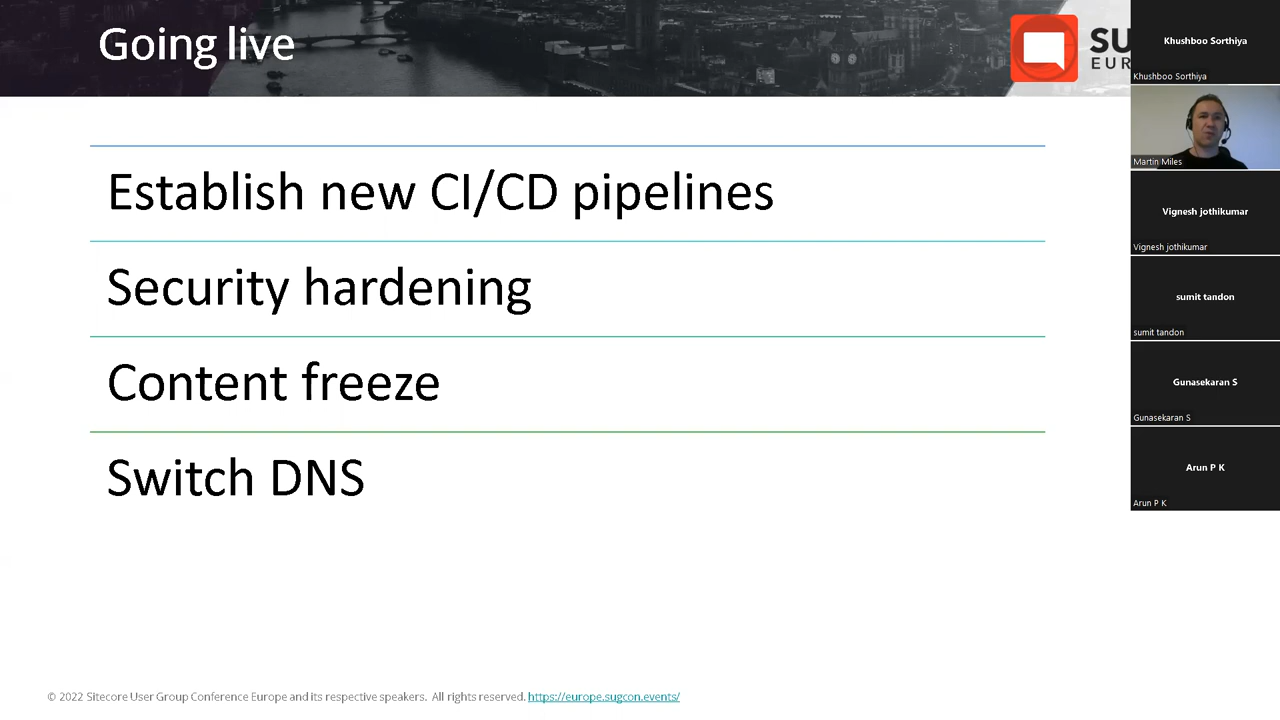 Going live
SU
EUR
Establish new CI/CD pipelines
Security hardening
Content freeze
Switch DNS
© 2022 Sitecore User Group Conference Europe and its respective speakers. All rights reserved. https://europe.sugcon.events/
Khushboo Sorthiya
Khushboo Sorthiya
Martin Miles
Vignesh jothikumar
Vignesh jothikumar
sumit tandon
sumit tandon
Gunasekaran S
Gunasekaran S
Arun P K
Arun P K